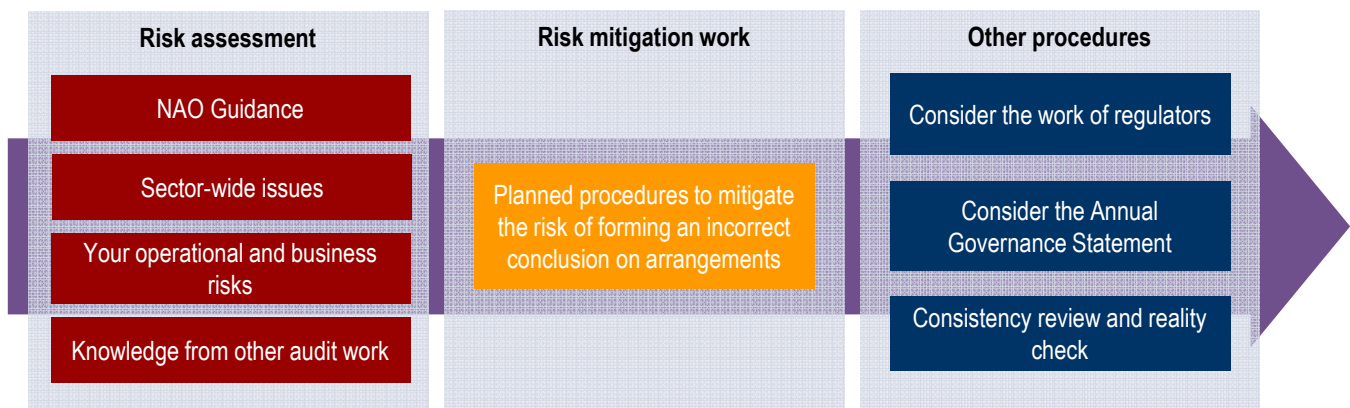 Risk assessment
NAO Guidance
Sector-wide issues
Your operational and business
risks
Knowledge from other audit work
Risk mitigation work
Planned procedures to mitigate
the risk of forming an incorrect
conclusion on arrangements
Other procedures
Consider the work of regulators
Consider the Annual
Governance Statement
Consistency review and reality
check